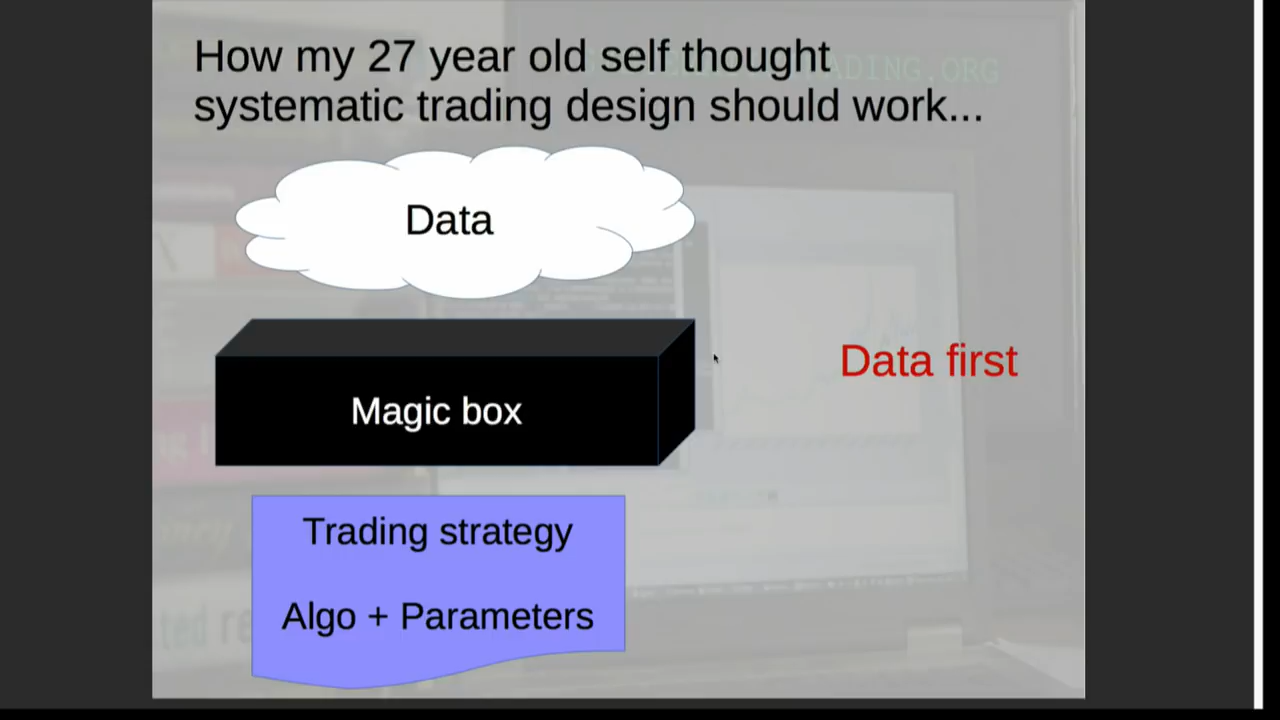 How my 27 year old self thought
systematic trading design should work...
Data
Magic box
Data first
Trading strategy
Algo + Parameters